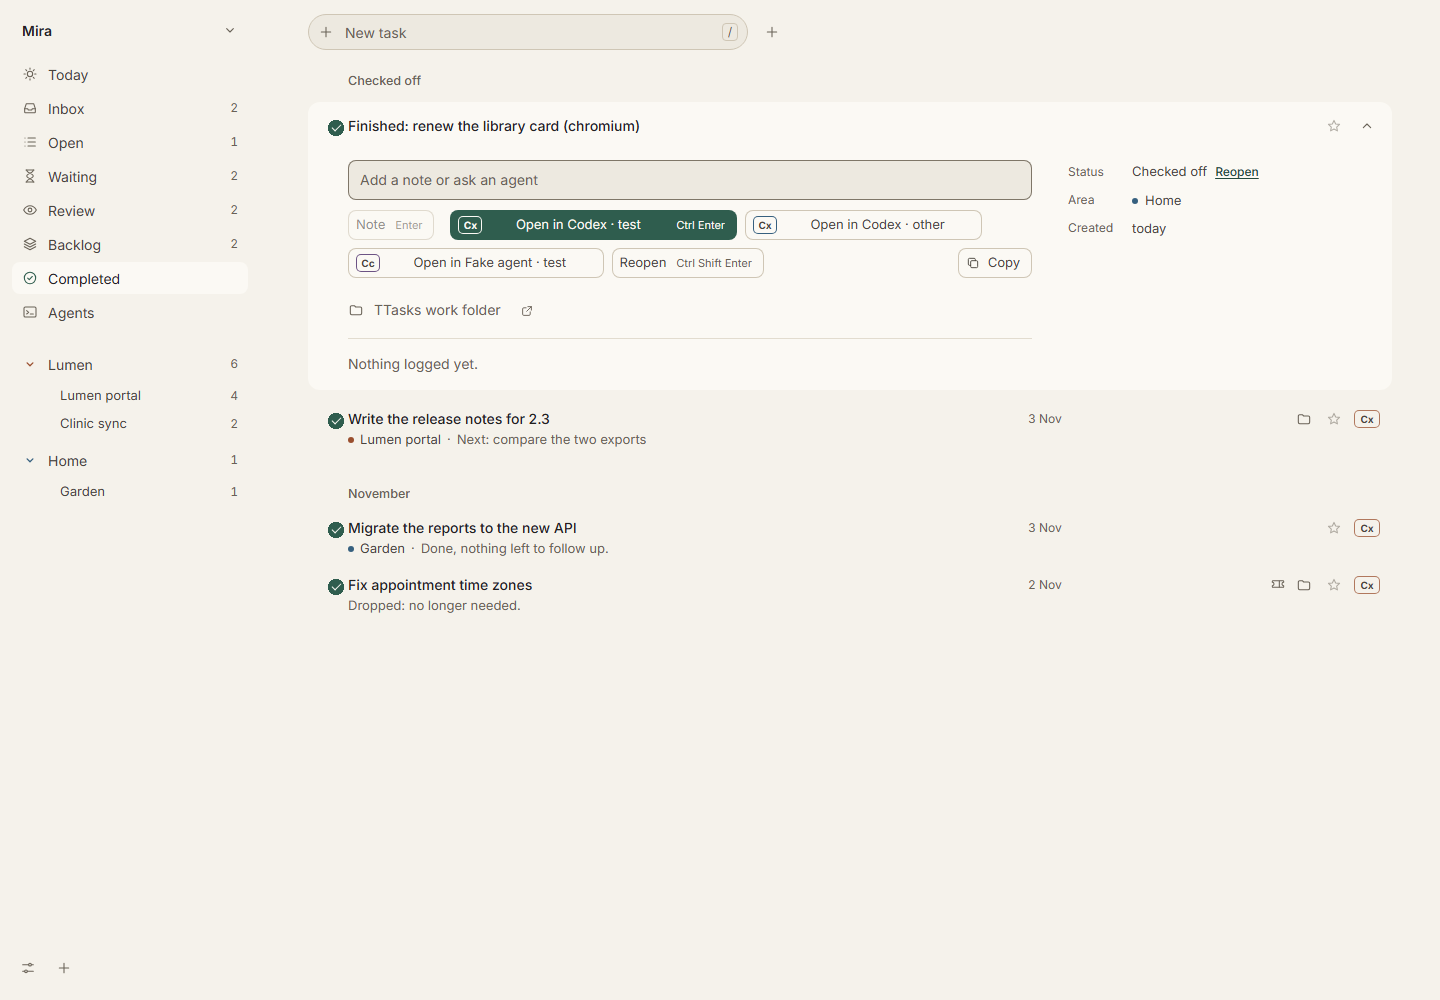 Mira
Today
Inbox 2
Open 1
Waiting 2
Review 2
Backlog 2
Completed
Agents
Lumen 6
Lumen portal 4
Clinic sync 2
Home 1
Garden 1
New task /
Checked off
Finished: renew the library card (chromium)
Add a note or ask an agent
Note Enter
Cx Open in Codex · test Ctrl Enter
Cx Open in Codex · other
Cc Open in Fake agent · test
Reopen Ctrl Shift Enter
Copy
TTasks work folder
Nothing logged yet.
Status Checked off Reopen
Area Home
Created today
Write the release notes for 2.3 3 Nov Cx
Lumen portal · Next: compare the two exports
November
Migrate the reports to the new API 3 Nov Cx
Garden · Done, nothing left to follow up.
Fix appointment time zones 2 Nov Cx
Dropped: no longer needed.